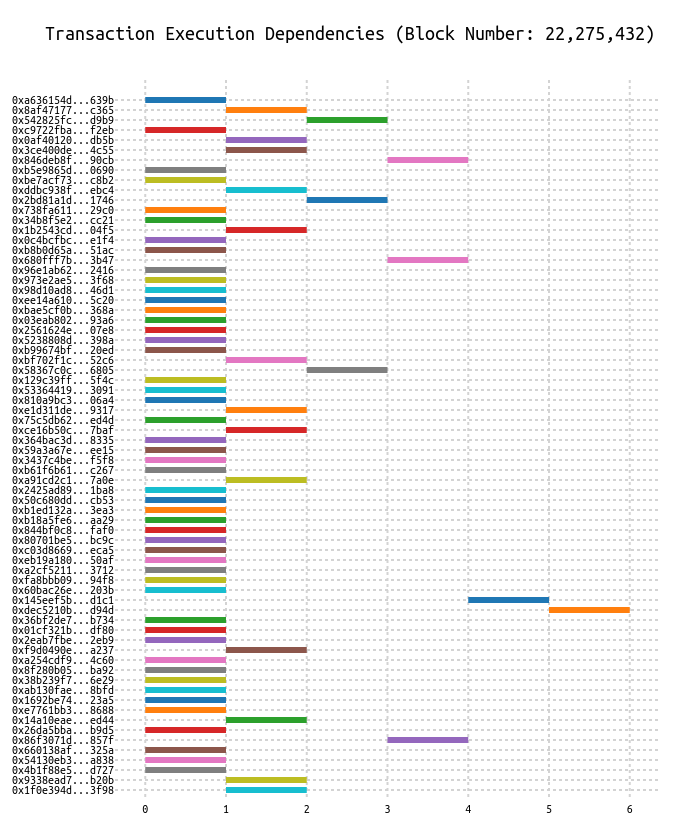 Transaction Execution Dependencies (Block Number: 22,275,432)
0xa636154d...639b
0x8af47177...c365
0x542825fc...d9b9
0xc9722fba...f2eb
0x0af40120...db5b
0x3ce400de...4c55
0x846deb8f...90cb
0xb5e9865d...0690
0xbe7acf73...c8b2
0xddbc938f...ebc4
0x2bd81a1d...1746
0x738fa611...29c0
0x34b8f5e2...cc21
0x1b2543cd...04f5
0x0c4bcfbc...e1f4
0xb8b0d65a...51ac
0x680fff7b...3b47
0x96e1ab62...2416
0x973e2ae5...3f68
0x98d10ad8...46d1
0xee14a610...5c20
0xbae5cf0b...368a
0x03eab802...93a6
0x2561624e...07e8
0x5238808d...398a
0xb99674bf...20ed
0xbf702f1c...52c6
0x58367c0c...6805
0x129c39ff...5f4c
0x53364419...3091
0x810a9bc3...06a4
0xe1d311de...9317
0x75c5db62...ed4d
0xce16b50c...7baf
0x364bac3d...8335
0x59a3a67e...ee15
0x3437c4be...f5f8
0xb61f6b61...c267
0xa91cd2c1...7a0e
0x2425ad89...1ba8
0x50c680dd...cb53
0xb1ed132a...3ea3
0xb18a5fe6...aa29
0x844bf0c8...faf0
0x80701be5...bc9c
0xc03d8669...eca5
0xeb19a180...50af
0xa2cf5211...3712
0xfa8bbb09...94f8
0x60bac26e...203b
0x145eef5b...d1c1
0xdec5210b...d94d
0x36bf2de7...b734
0x01cf321b...df80
0x2eab7fbe...2eb9
0xf9d0490e...a237
0xa254cdf9...4c60
0x8f280b05...ba92
0x38b239f7...6e29
0xab130fae...8bfd
0x1692be74...23a5
0xe7761bb3...8688
0x14a10eae...ed44
0x26da5bba...b9d5
0x86f3071d...857f
0x660138af...325a
0x54130eb3...a838
0x4b1f88e5...d727
0x9338ead7...b20b
0x1f0e394d...3f98
0 1 2 3 4 5 6